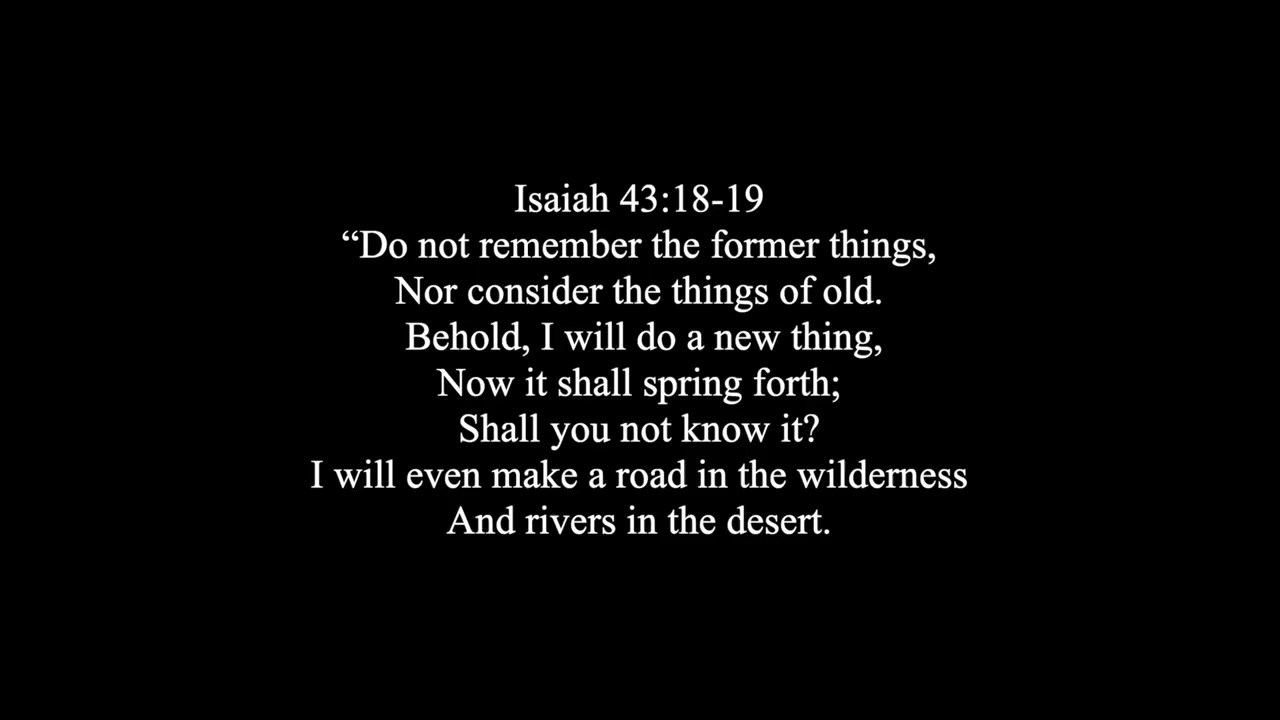 Isaiah 43:18-19
“Do not remember the former things,
Nor consider the things of old.
Behold, I will do a new thing,
Now it shall spring forth;
Shall you not know it?
I will even make a road in the wilderness
And rivers in the desert.